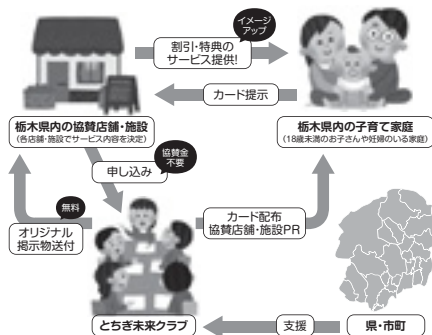 イメージ
アップ
割引・特典の
サービス提供!
カード提示
栃木県内の協賛店舗・施設
(各店舗・施設でサービス内容を決定)
栃木県内の子育て家庭
(18歳未満のお子さんや妊婦のいる家庭)
協賛金
不要
申し込み
無料
オリジナル
掲示物送付
カード配布
協賛店舗・施設PR
とちぎ未来クラブ
支援
県・市町